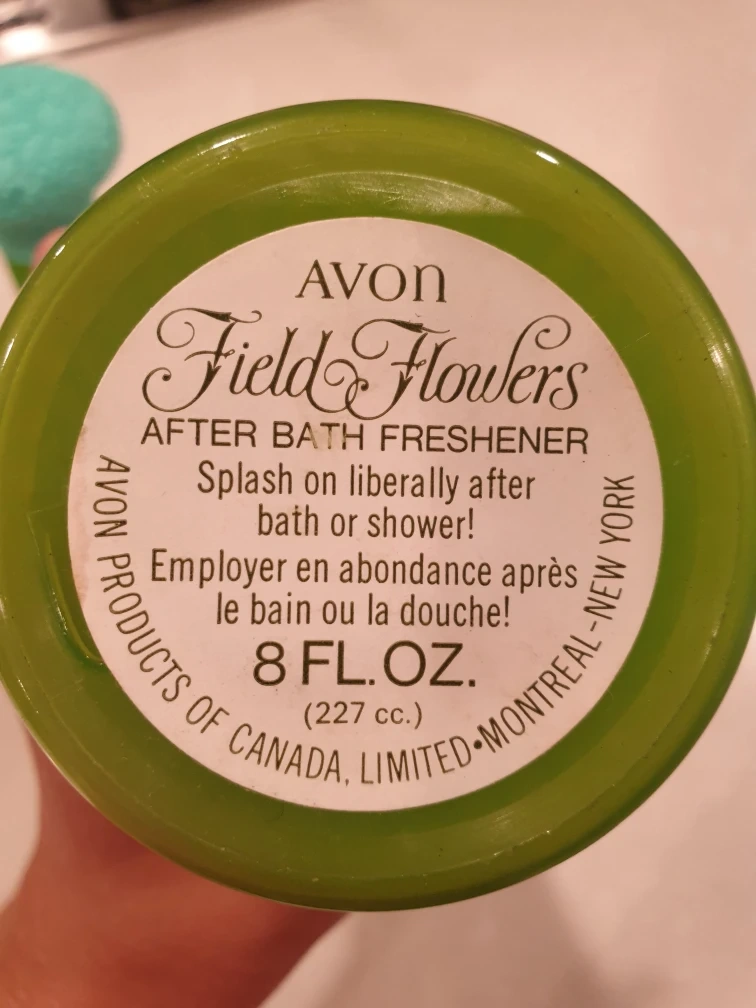 AVON
Field Flowers
AFTER BATH FRESHENER
Splash on liberally after
bath or shower!
Employer en abondance après
le bain ou la douche!
8 FL. OZ.
(227 cc.)
AVON PRODUCTS OF CANADA, LIMITED•MONTREAL-NEW YORK